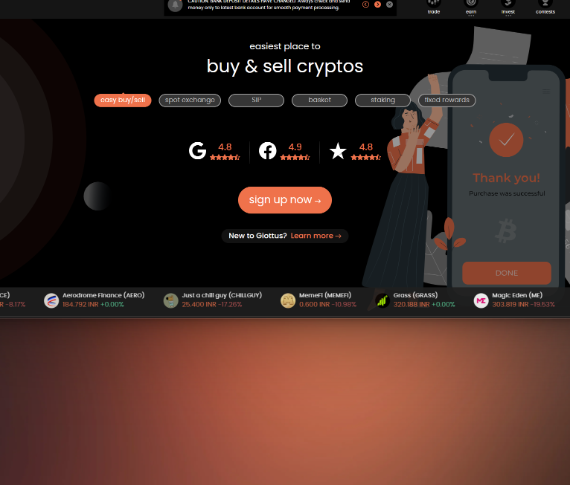 CAUTION: BANK DEPOSIT DETAILS HAVE CHANGED! Always check and send
money only to latest bank account for smooth payment processing.
trade earn invest contests
easiest place to
buy & sell cryptos
easy buy/sell spot exchange SIP basket staking fixed rewards
4.8 4.9 4.8
Thank you!
Purchase was successful
sign up now →
New to Giottus? Learn more →
DONE
CE) Aerodrome Finance (AERO) Just a chill guy (CHILLGUY) MemeFi (MEMEFI) Grass (GRASS) Magic Eden (ME)
R -6.17% 184.792 INR +0.00% 25.400 INR -17.26% 0.600 INR -10.98% 320.188 INR +0.00% 303.819 INR -19.53%